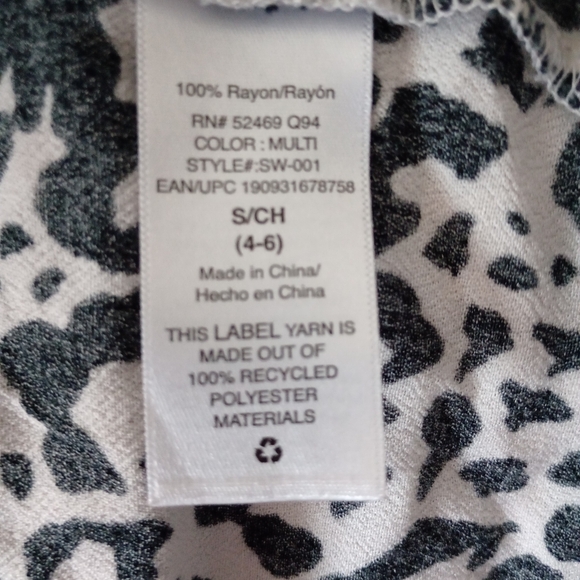 100% Rayon/Rayón
RN# 52469 Q94
COLOR : MULTI
STYLE#:SW-001
EAN/UPC 190931678758
S/CH
(4-6)
Made in China/
Hecho en China
THIS LABEL YARN IS
MADE OUT OF
100% RECYCLED
POLYESTER
MATERIALS